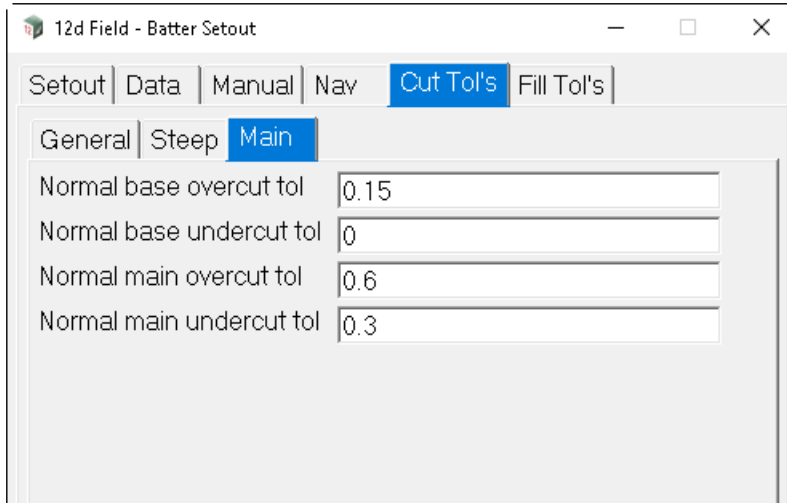 12d Field - Batter Setout
Setout Data Manual Nav Cut Tol's Fill Tol's
General Steep Main
Normal base overcut tol 0.15
Normal base undercut tol 0
Normal main overcut tol 0.6
Normal main undercut tol 0.3